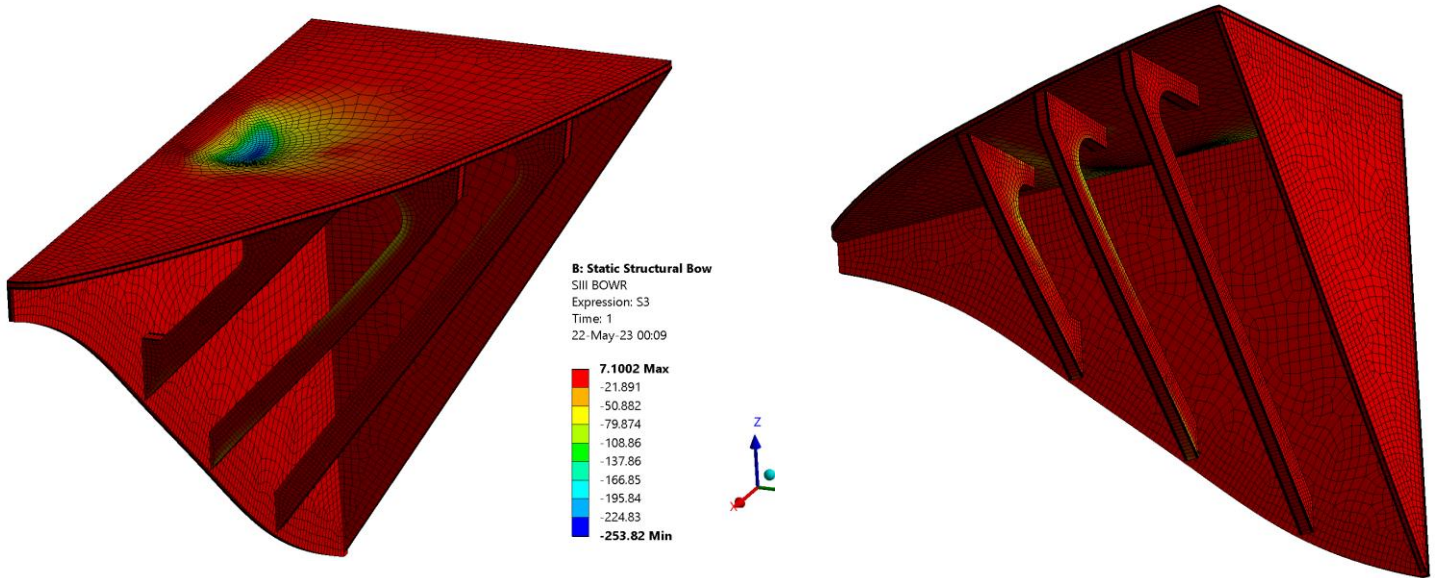 B: Static Structural Bow
SIII BOWR
Expression: S3
Time: 1
22-May-23 00:09
7.1002 Max
-21.891
-50.882
-79.874
-108.86
-137.86
-166.85
-195.84
-224.83
-253.82 Min
Z
X